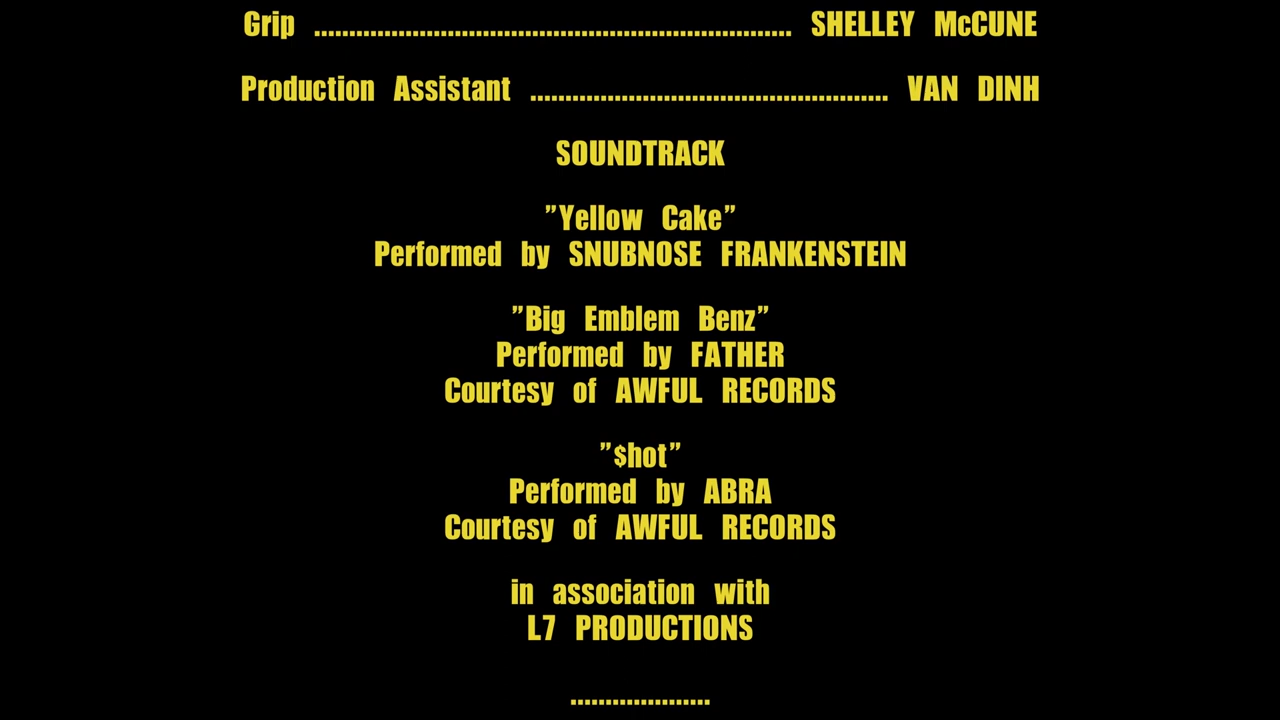 Grip .................................................................... SHELLEY McCUNE
Production Assistant ................................................... VAN DINH
SOUNDTRACK
”Yellow Cake”
Performed by SNUBNOSE FRANKENSTEIN
”Big Emblem Benz”
Performed by FATHER
Courtesy of AWFUL RECORDS
”$hot”
Performed by ABRA
Courtesy of AWFUL RECORDS
in association with
L7 PRODUCTIONS
....................